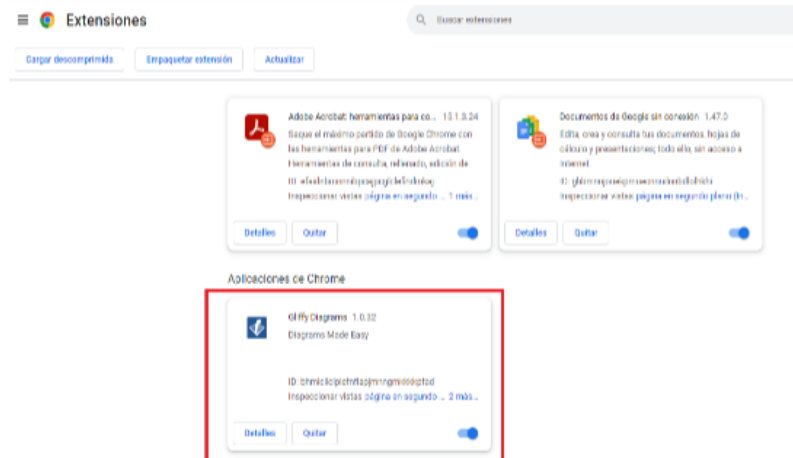 Extensiones
Buscar extensiones
Cargar descomprimida
Empaquetar extensión
Actualizar
Adobe Acrobat: herramientas para co... 15.1.3.24
Saque el máximo partido de Google Chrome con
las herramientas para PDF de Adobe Acrobat.
Herramientas de consulta, rellenado, edición de
ID:
Inspeccionar vistas página en segundo ... 1 más...
Detalles
Quitar
Documentos de Google sin conexión 1.47.0
Edita, crea y consulta tus documentos, hojas de
cálculo y presentaciones; todo ello, sin acceso a
Internet.
ID:
Inspeccionar vistas página en segundo plano (In...
Detalles
Quitar
Aplicaciones de Chrome
Gliffy Diagrams 1.0.32
Diagrams Made Easy
ID:
Inspeccionar vistas página en segundo ... 2 más...
Detalles
Quitar